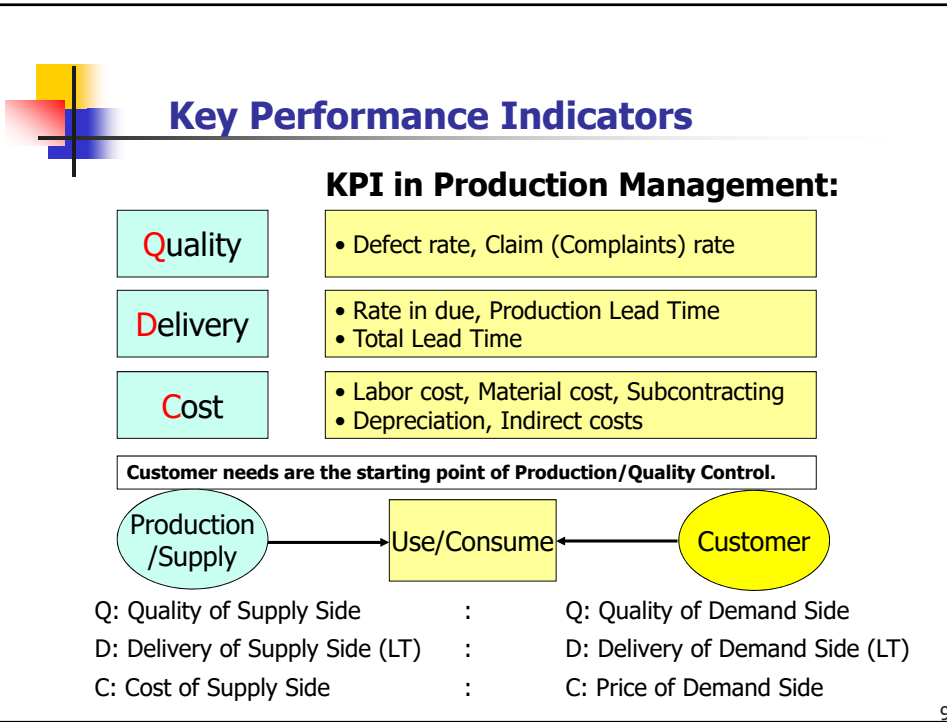 Key Performance Indicators
KPI in Production Management:
Quality
• Defect rate, Claim (Complaints) rate
Delivery
• Rate in due, Production Lead Time
• Total Lead Time
Cost
• Labor cost, Material cost, Subcontracting
• Depreciation, Indirect costs
Customer needs are the starting point of Production/Quality Control.
Production
/Supply
Use/Consume
Customer
Q: Quality of Supply Side : Q: Quality of Demand Side
D: Delivery of Supply Side (LT) : D: Delivery of Demand Side (LT)
C: Cost of Supply Side : C: Price of Demand Side
9